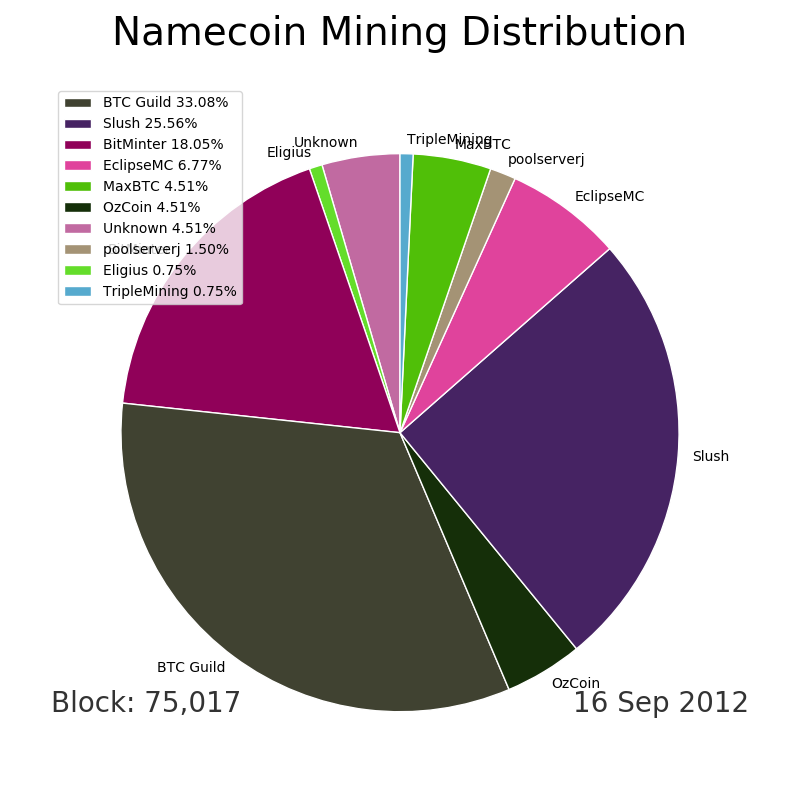 Namecoin Mining Distribution
BTC Guild 33.08%
Slush 25.56%
BitMinter 18.05%
EclipseMC 6.77%
MaxBTC 4.51%
OzCoin 4.51%
Unknown 4.51%
poolserverj 1.50%
Eligius 0.75%
TripleMining 0.75%
TripleMining
MaxBTC
poolserverj
EclipseMC
Unknown
Eligius
Slush
BTC Guild
OzCoin
Block: 75,017
16 Sep 2012